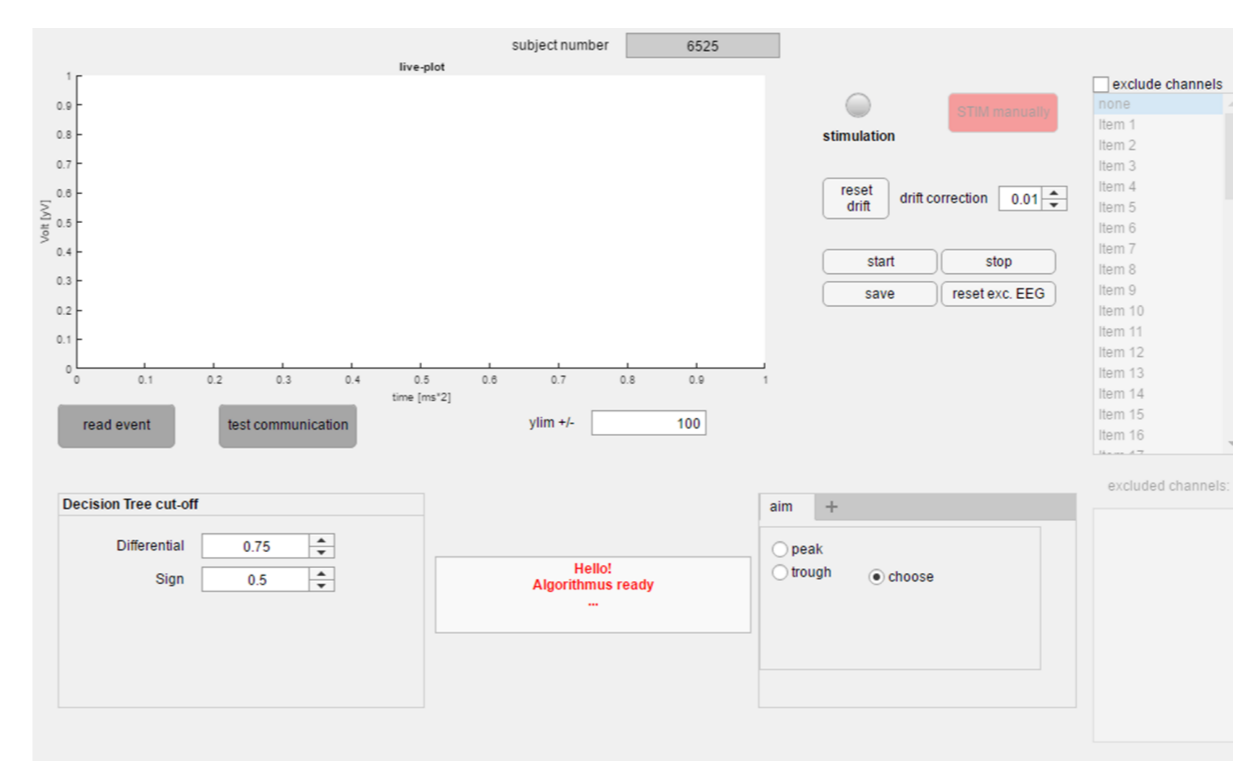 subject number 6525
live-plot
1
0.9
0.8
0.7
0.6
0.5
0.4
0.3
0.2
0.1
0
Volt [yV]
0 0.1 0.2 0.3 0.4 0.5 0.6 0.7 0.8 0.9 1
time [ms^2]
stimulation
STIM manually
reset
drift
drift correction 0.01
start stop
save reset exc. EEG
exclude channels
none
Item 1
Item 2
Item 3
Item 4
Item 5
Item 6
Item 7
Item 8
Item 9
Item 10
Item 11
Item 12
Item 13
Item 14
Item 15
Item 16
Item 17
excluded channels:
read event test communication ylim +/- 100
Decision Tree cut-off
Differential 0.75
Sign 0.5
Hello!
Algorithmus ready
...
aim +
peak
trough choose